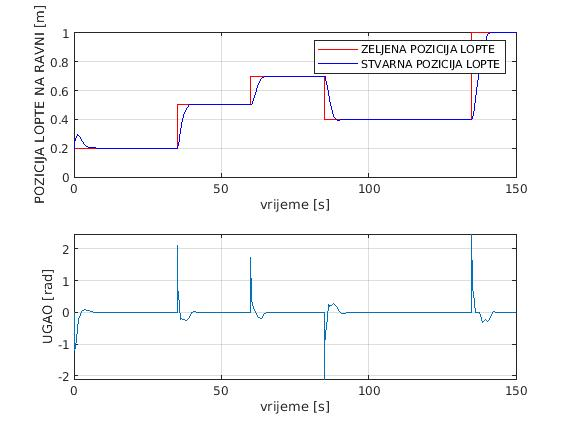 POZICIJA LOPTE NA RAVNI [m]
1
0.8
0.6
0.4
0.2
0
ZELJENA POZICIJA LOPTE
STVARNA POZICIJA LOPTE
0 50 100 150
vrijeme [s]
UGAO [rad]
2
1
0
-1
-2
0 50 100 150
vrijeme [s]